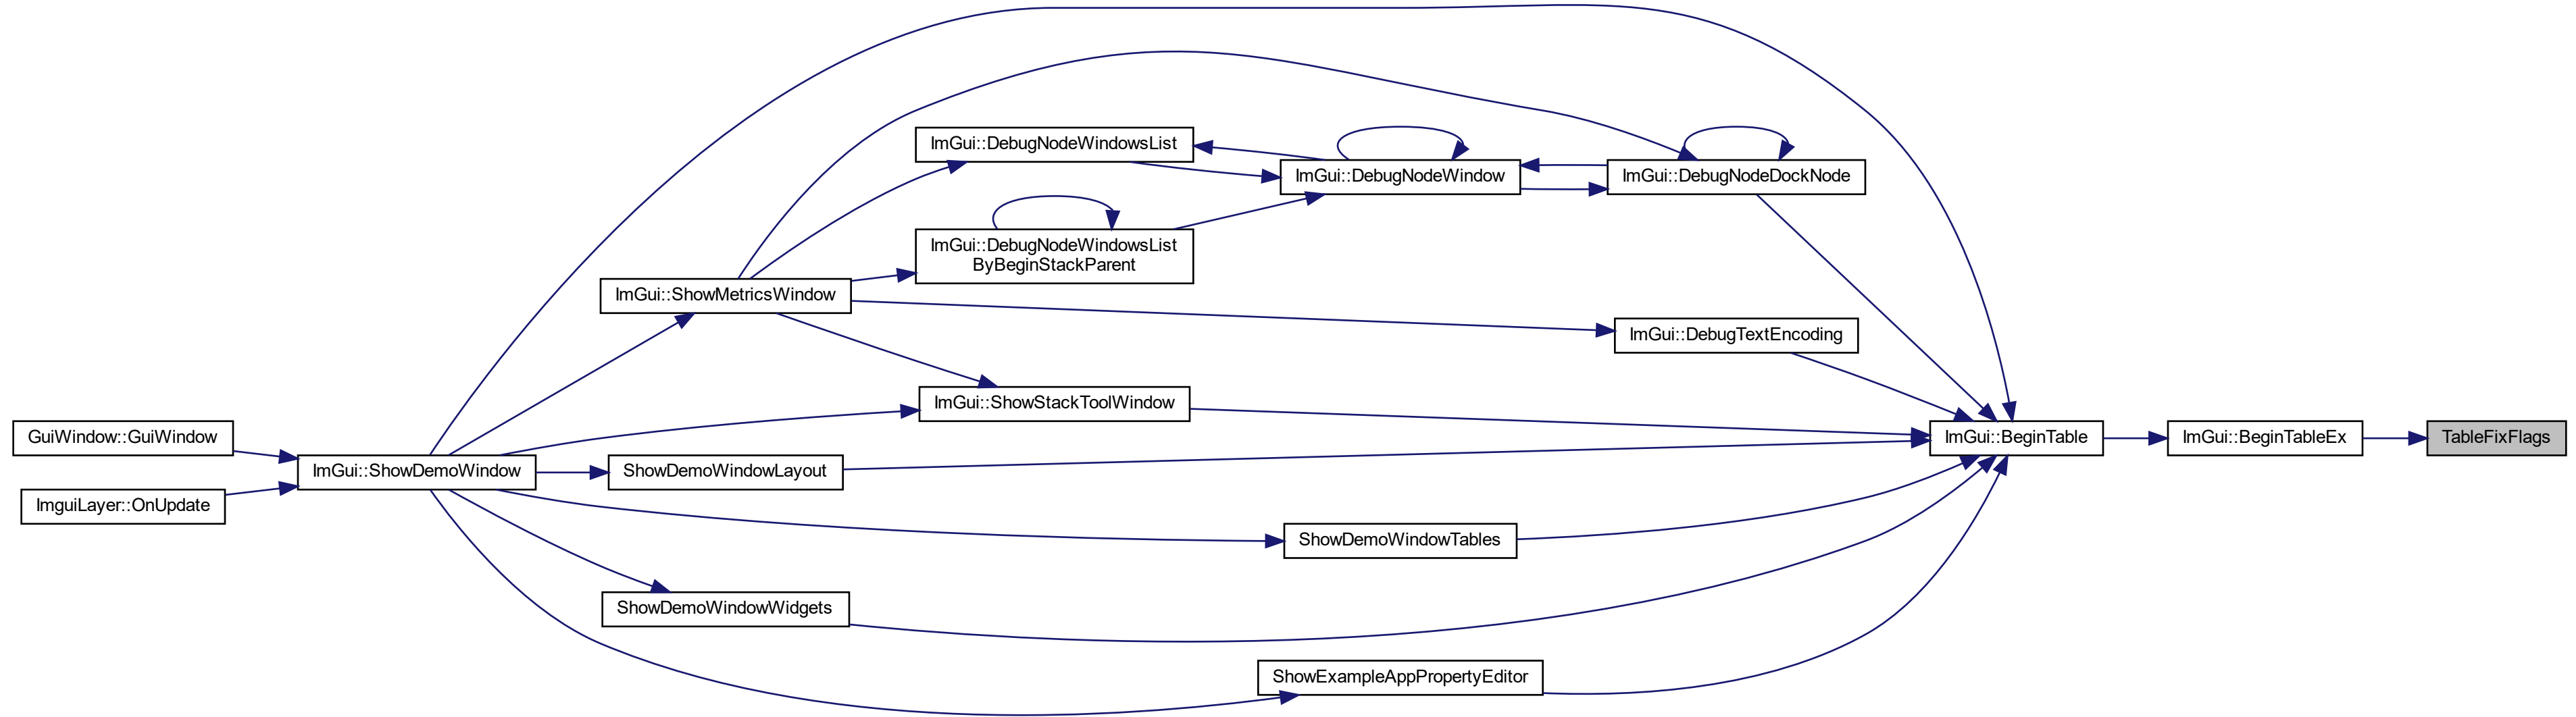 ImGui::DebugNodeWindowsList
ImGui::DebugNodeWindow
ImGui::DebugNodeDockNode
ImGui::DebugNodeWindowsList
ByBeginStackParent
ImGui::ShowMetricsWindow
ImGui::DebugTextEncoding
ImGui::ShowStackToolWindow
GuiWindow::GuiWindow
ImGui::BeginTable
ImGui::BeginTableEx
TableFixFlags
ImGui::ShowDemoWindow
ShowDemoWindowLayout
ImguiLayer::OnUpdate
ShowDemoWindowTables
ShowDemoWindowWidgets
ShowExampleAppPropertyEditor